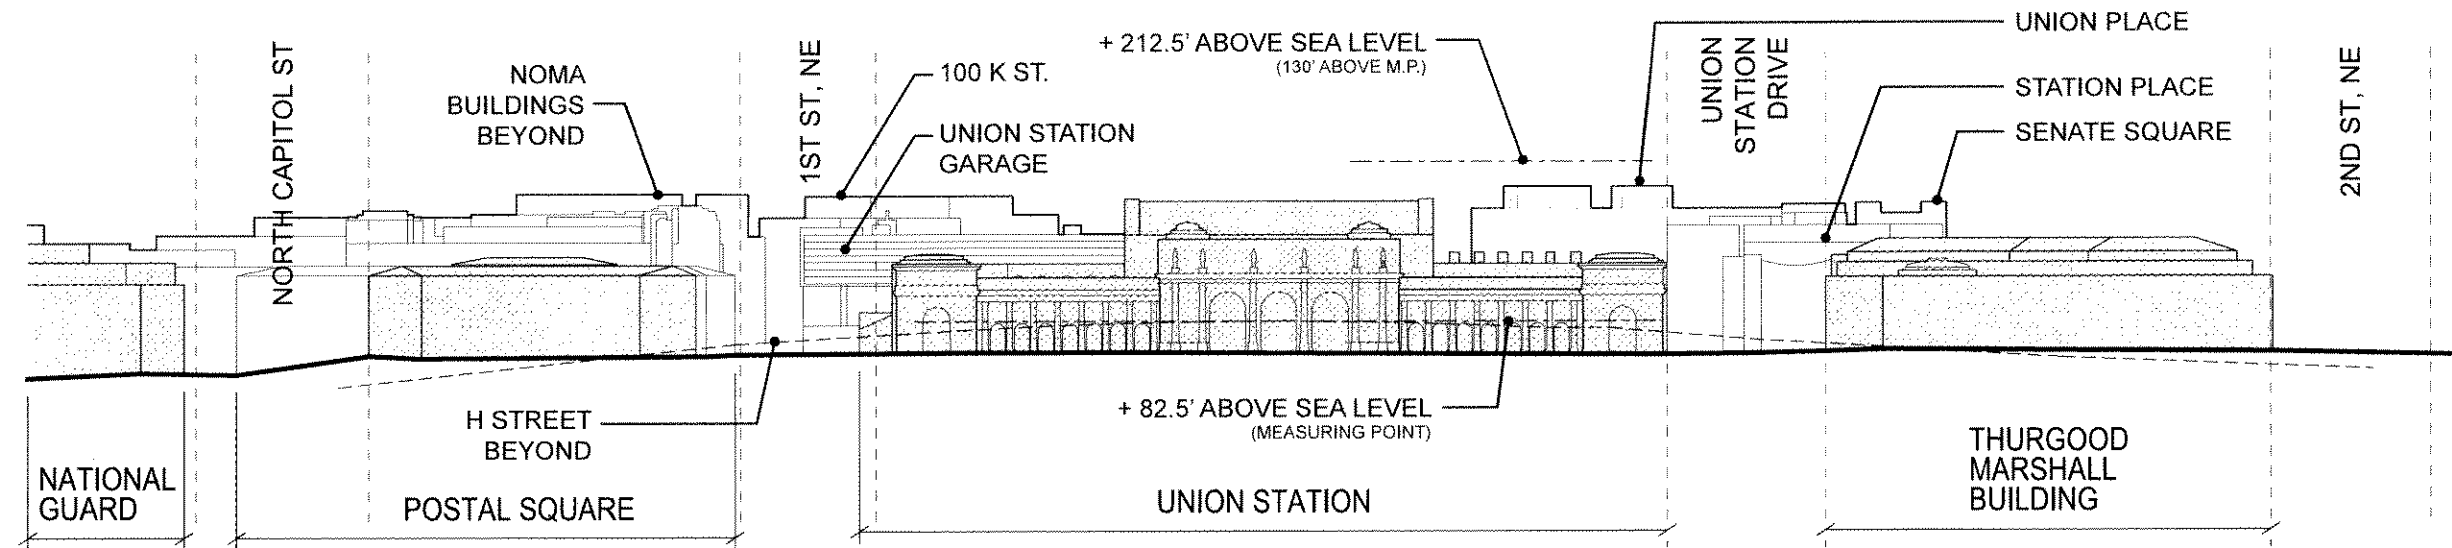 NORTH CAPITOL ST
NOMA
BUILDINGS
BEYOND
1ST ST, NE
100 K ST.
UNION STATION
GARAGE
+ 212.5' ABOVE SEA LEVEL
(130' ABOVE M.P.)
UNION
STATION
DRIVE
UNION PLACE
STATION PLACE
SENATE SQUARE
2ND ST, NE
H STREET
BEYOND
+ 82.5' ABOVE SEA LEVEL
(MEASURING POINT)
NATIONAL
GUARD
POSTAL SQUARE
UNION STATION
THURGOOD
MARSHALL
BUILDING